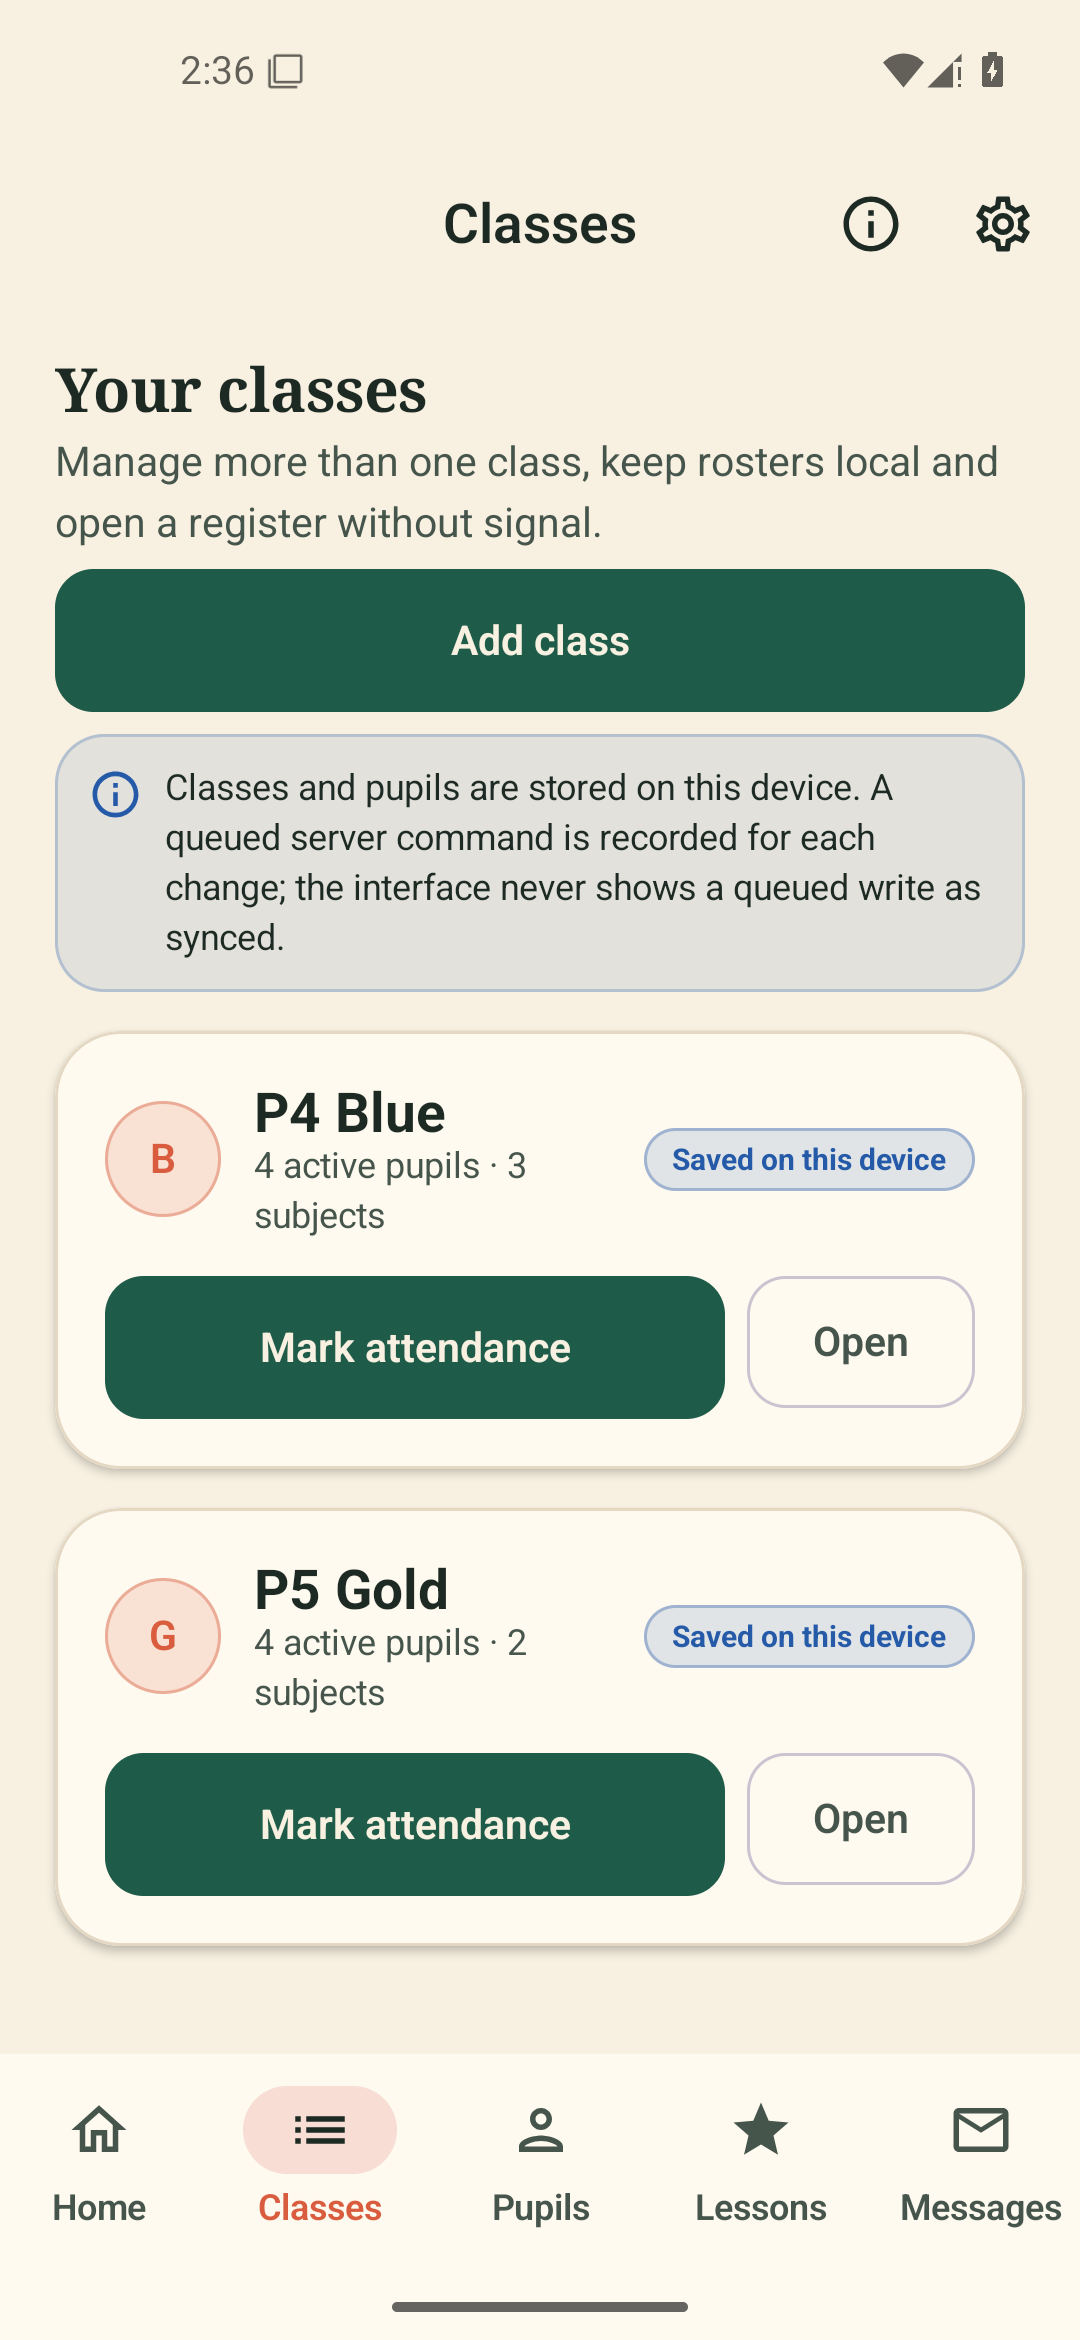 2:36
Classes
Your classes
Manage more than one class, keep rosters local and
open a register without signal.
Add class
Classes and pupils are stored on this device. A
queued server command is recorded for each
change; the interface never shows a queued write as
synced.
B
P4 Blue
4 active pupils · 3
subjects
Saved on this device
Mark attendance
Open
G
P5 Gold
4 active pupils · 2
subjects
Saved on this device
Mark attendance
Open
Home
Classes
Pupils
Lessons
Messages